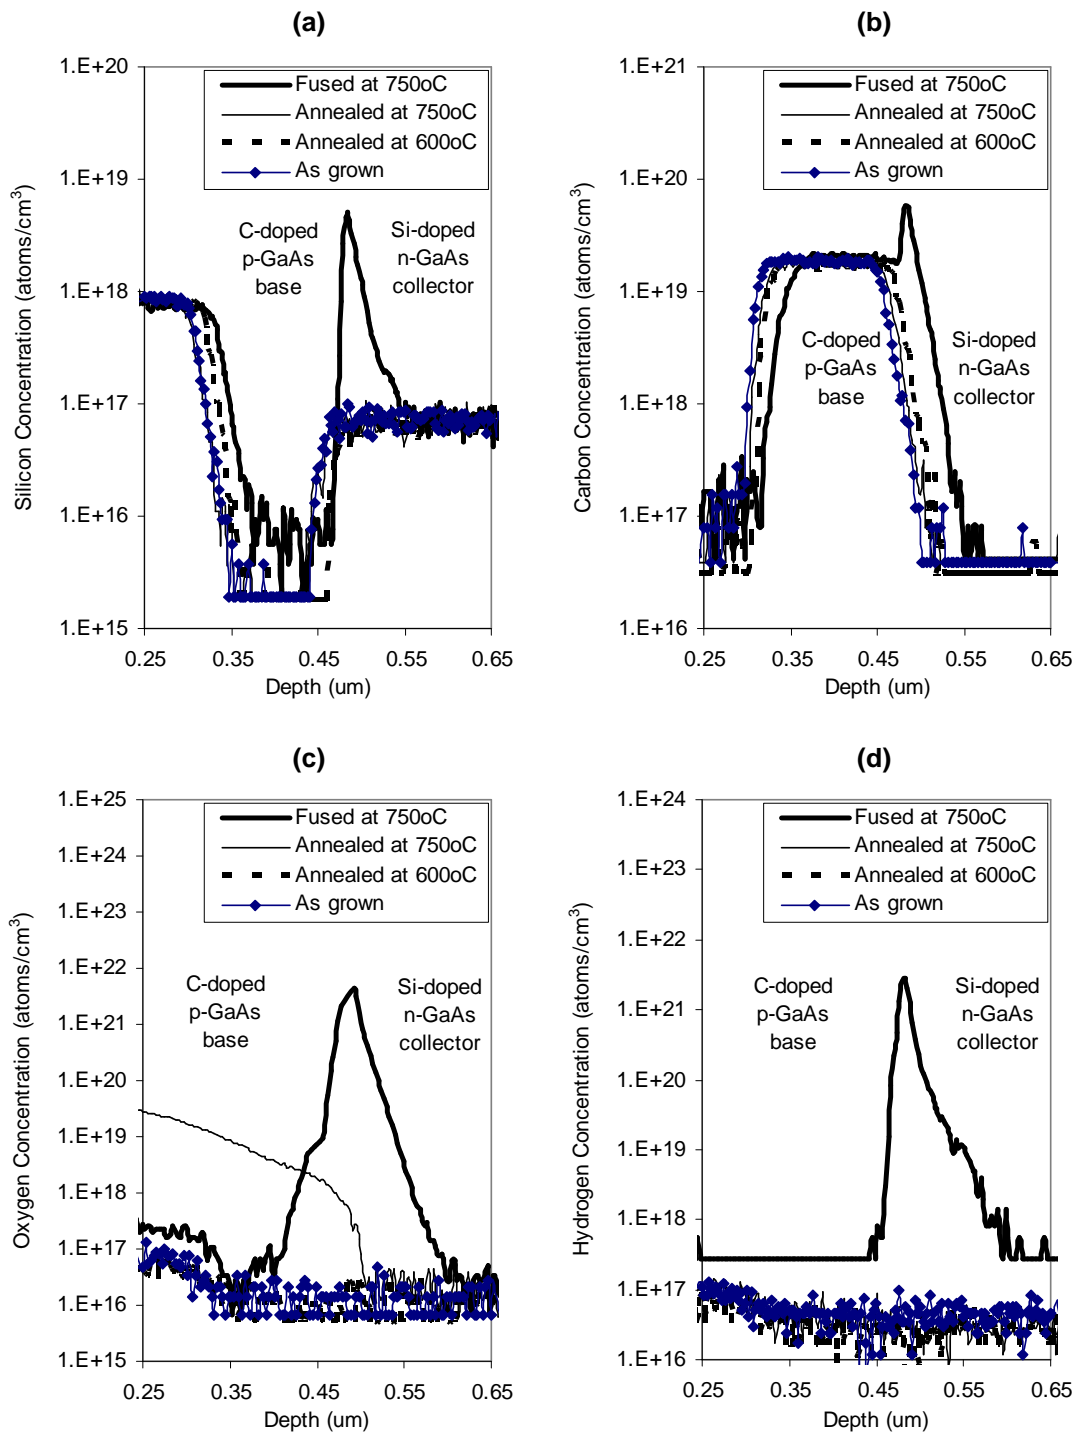 (a)
Silicon Concentration (atoms/cm³)
1.E+20
1.E+19
1.E+18
1.E+17
1.E+16
1.E+15
Fused at 750oC
Annealed at 750oC
Annealed at 600oC
As grown
C-doped
p-GaAs
base
Si-doped
n-GaAs
collector
0.25 0.35 0.45 0.55 0.65
Depth (um)
(b)
Carbon Concentration (atoms/cm³)
1.E+21
1.E+20
1.E+19
1.E+18
1.E+17
1.E+16
Fused at 750oC
Annealed at 750oC
Annealed at 600oC
As grown
C-doped
p-GaAs
base
Si-doped
n-GaAs
collector
0.25 0.35 0.45 0.55 0.65
Depth (um)
(c)
Oxygen Concentration (atoms/cm³)
1.E+25
1.E+24
1.E+23
1.E+22
1.E+21
1.E+20
1.E+19
1.E+18
1.E+17
1.E+16
1.E+15
Fused at 750oC
Annealed at 750oC
Annealed at 600oC
As grown
C-doped
p-GaAs
base
Si-doped
n-GaAs
collector
0.25 0.35 0.45 0.55 0.65
Depth (um)
(d)
Hydrogen Concentration (atoms/cm³)
1.E+24
1.E+23
1.E+22
1.E+21
1.E+20
1.E+19
1.E+18
1.E+17
1.E+16
Fused at 750oC
Annealed at 750oC
Annealed at 600oC
As grown
C-doped
p-GaAs
base
Si-doped
n-GaAs
collector
0.25 0.35 0.45 0.55 0.65
Depth (um)